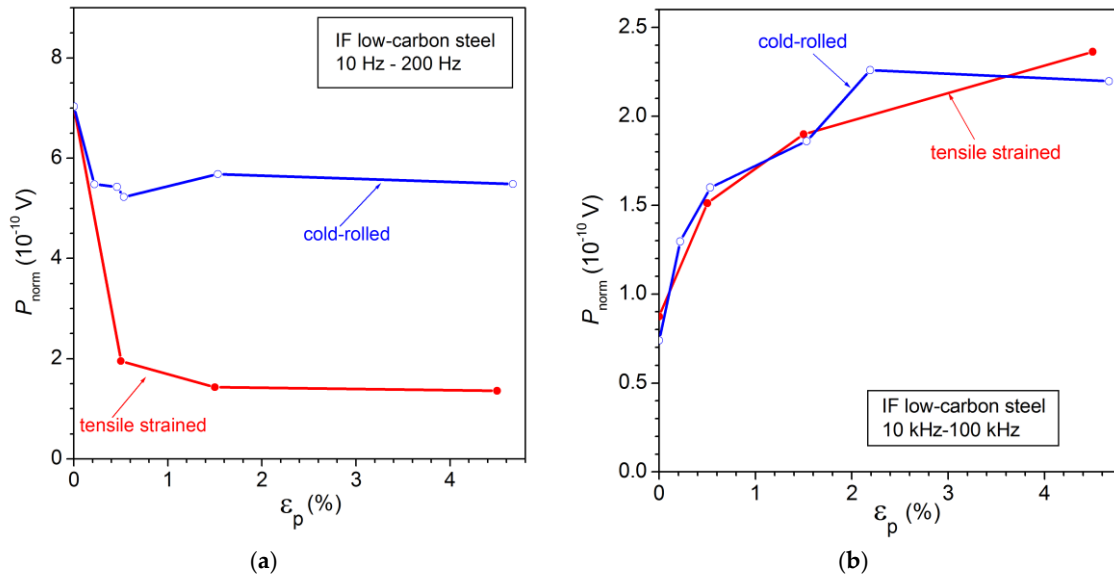 IF low-carbon steel
10 Hz - 200 Hz
cold-rolled
tensile strained
P_norm (10^-10 V)
0
2
4
6
8
0
1
2
3
4
ε_p (%)
(a)
cold-rolled
tensile strained
IF low-carbon steel
10 kHz-100 kHz
P_norm (10^-10 V)
0.0
0.5
1.0
1.5
2.0
2.5
0
1
2
3
4
ε_p (%)
(b)